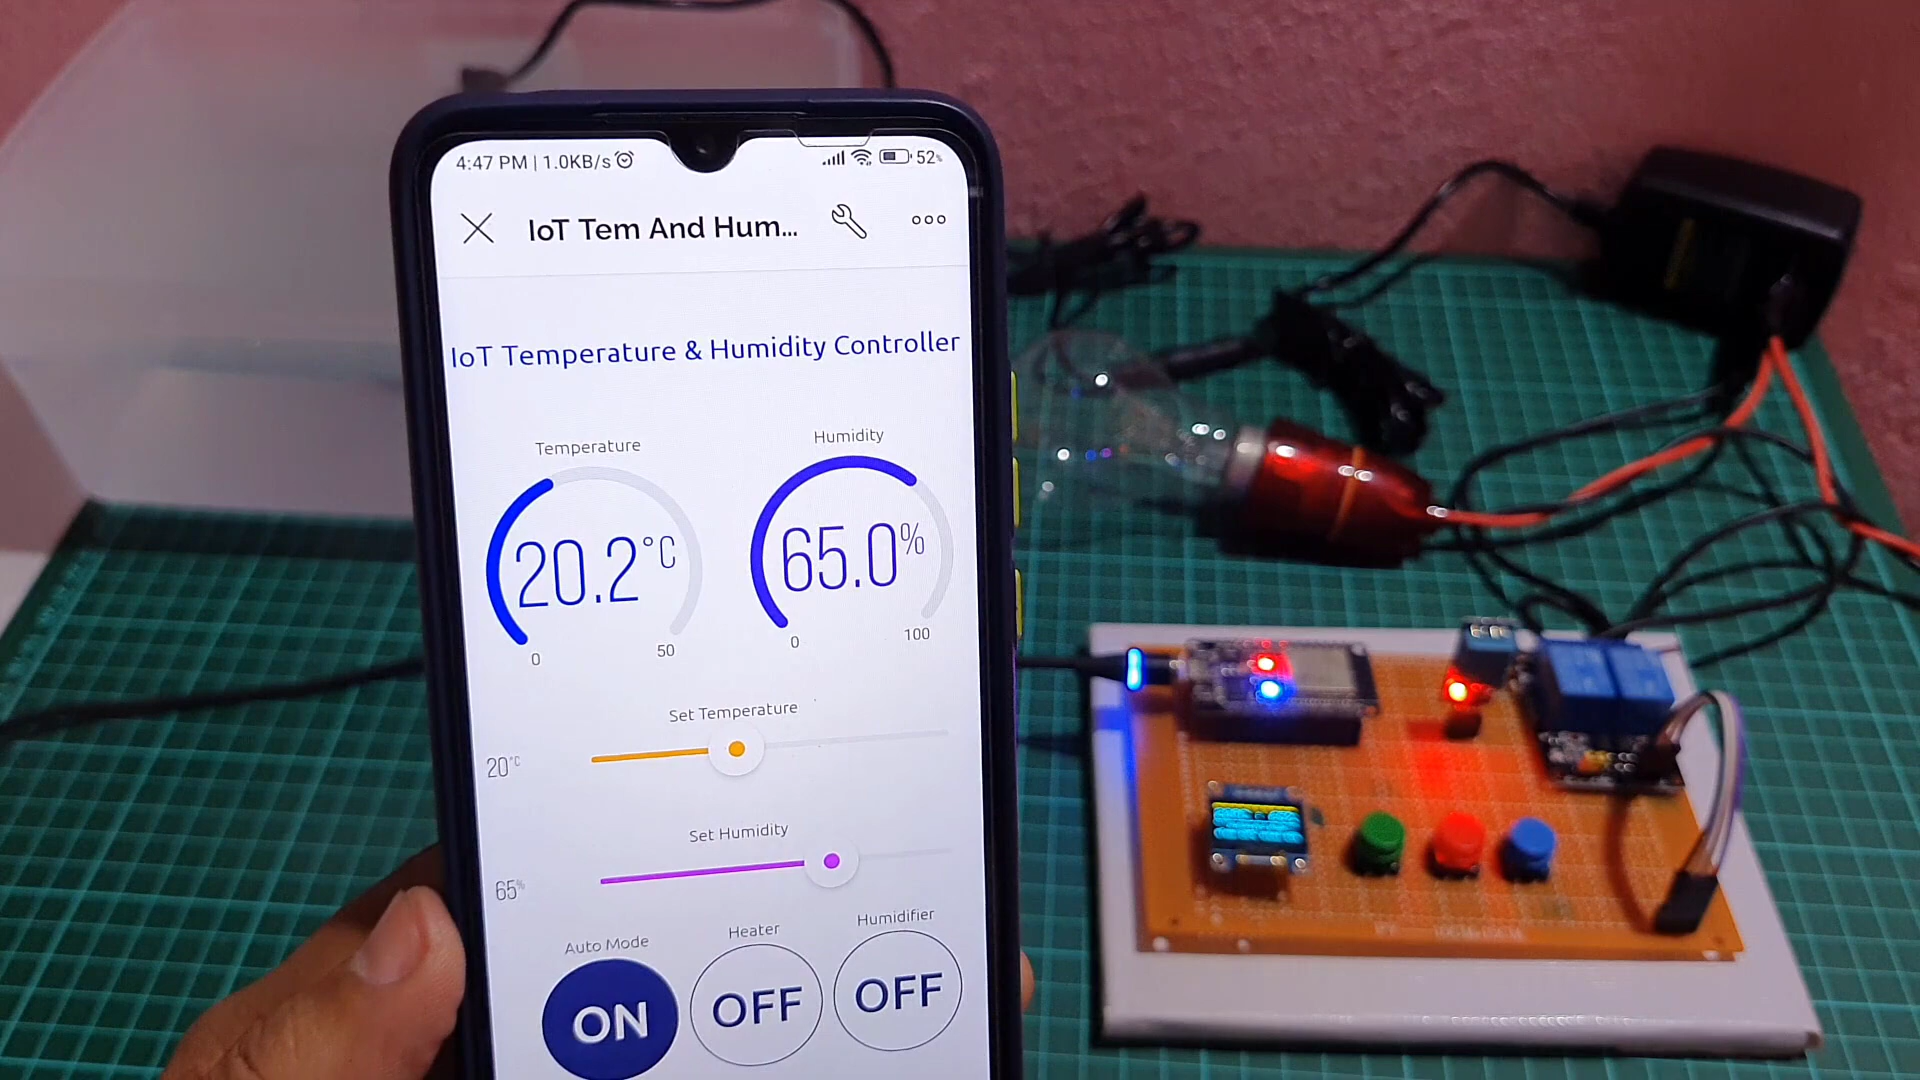 4:47 PM | 1.0KB/s 52%
IoT Tem And Hum...
IoT Temperature & Humidity Controller
Temperature Humidity
20.2°C 65.0%
0 50 0 100
Set Temperature
20°C
Set Humidity
65%
Auto Mode Heater Humidifier
ON OFF OFF